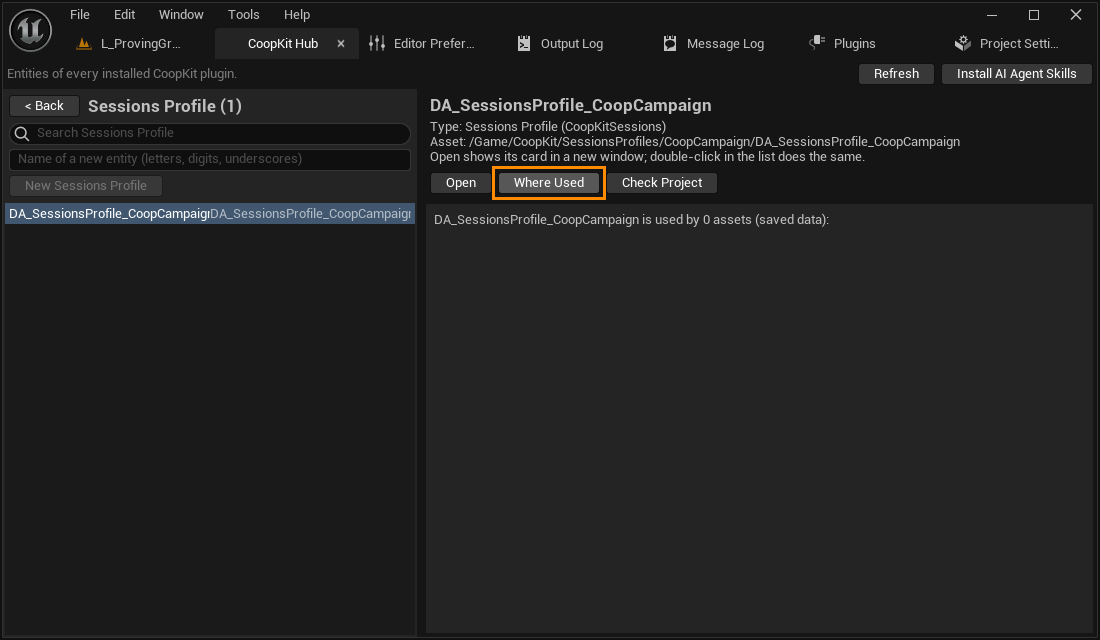 File Edit Window Tools Help
L_ProvingGr... CoopKit Hub Editor Prefer... Output Log Message Log Plugins Project Setti...
Entities of every installed CoopKit plugin. Refresh Install AI Agent Skills
< Back Sessions Profile (1)
Search Sessions Profile
Name of a new entity (letters, digits, underscores)
New Sessions Profile
DA_SessionsProfile_CoopCampaign DA_SessionsProfile_CoopCampaign
DA_SessionsProfile_CoopCampaign
Type: Sessions Profile (CoopKitSessions)
Asset: /Game/CoopKit/SessionsProfiles/CoopCampaign/DA_SessionsProfile_CoopCampaign
Open shows its card in a new window; double-click in the list does the same.
Open Where Used Check Project
DA_SessionsProfile_CoopCampaign is used by 0 assets (saved data):